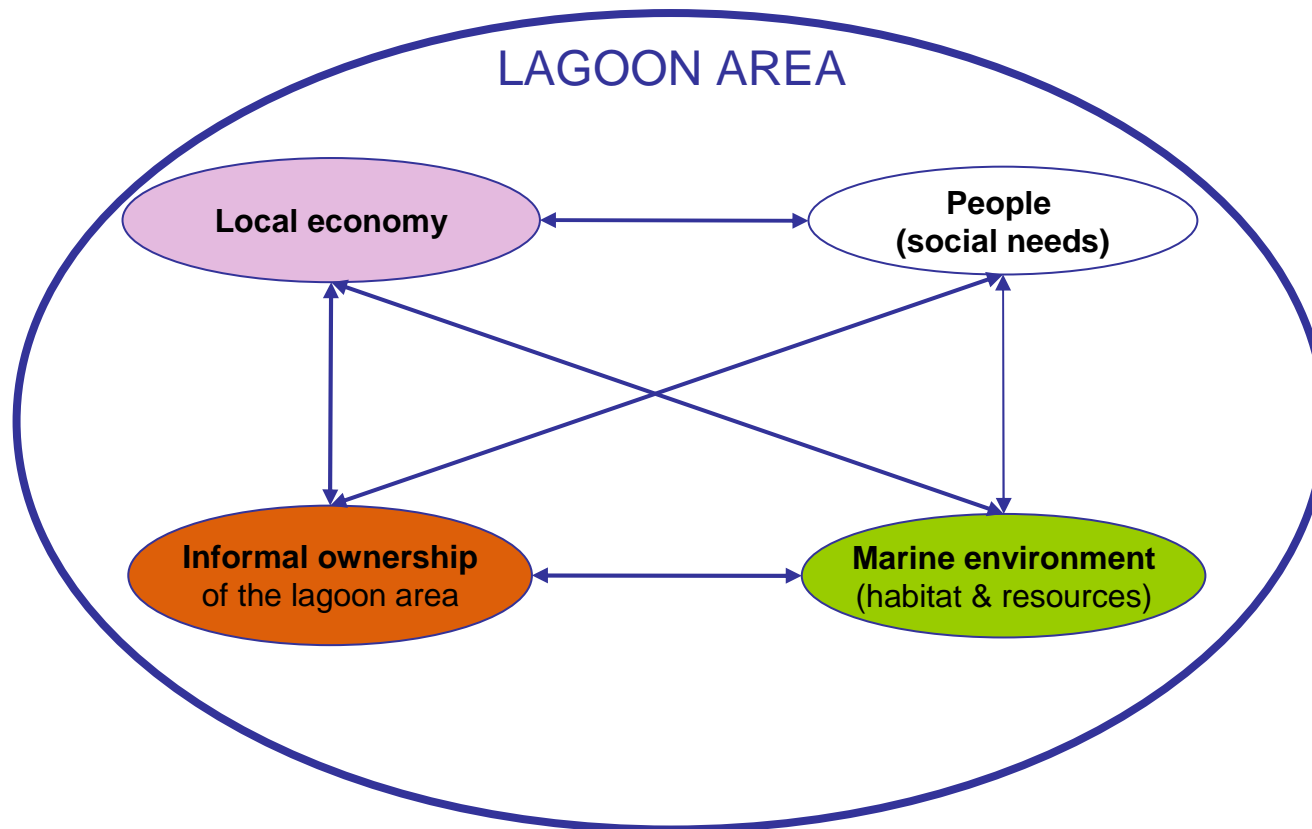 LAGOON AREA
Local economy
People
(social needs)
Informal ownership
of the lagoon area
Marine environment
(habitat & resources)